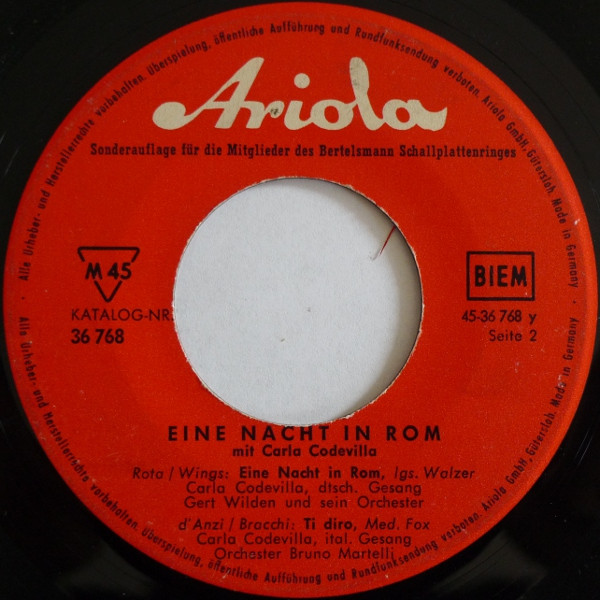 Alle Urheber- und Herstellerrechte vorbehalten. Überspielung, öffentliche Aufführung und Rundfunksendung verboten. Ariola GmbH, Gütersloh. Made in Germany
Ariola
Sonderauflage für die Mitglieder des Bertelsmann Schallplattenringes
M 45
BIEM
KATALOG-NR.
36 768
45-36 768 y
Seite 2
EINE NACHT IN ROM
mit Carla Codevilla
Rota / Wings: Eine Nacht in Rom, lgs. Walzer
Carla Codevilla, dtsch. Gesang
Gert Wilden und sein Orchester
d'Anzi / Bracchi: Ti diro, Med. Fox
Carla Codevilla, ital. Gesang
Orchester Bruno Martelli
Alle Urheber- und Herstellerrechte vorbehalten. Überspielung, öffentliche Aufführung und Rundfunksendung verboten. Ariola GmbH, Gütersloh. Made in Germany